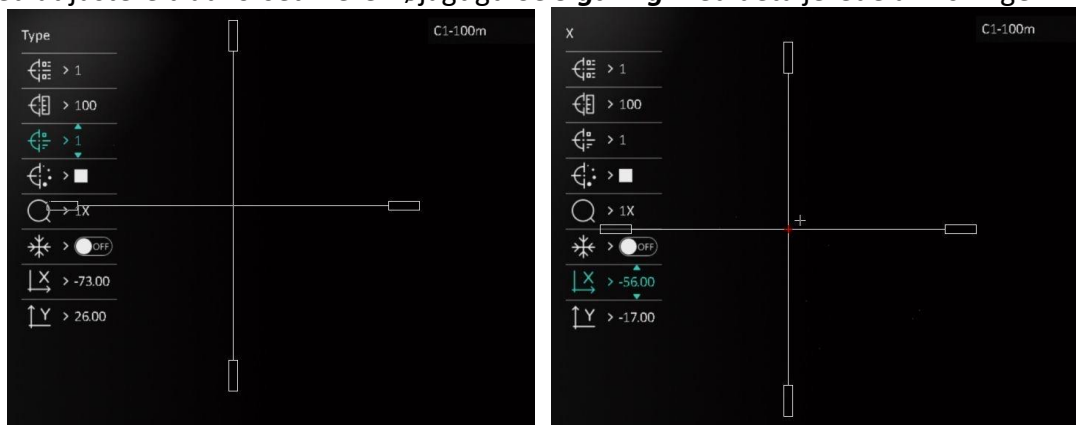 Type
C1-100m
> 1
> 100
> 1
>
> 1X
> OFF
X > -73.00
Y > 26.00
X
C1-100m
> 1
> 100
> 1
>
> 1X
> OFF
X > -56.00
Y > -17.00